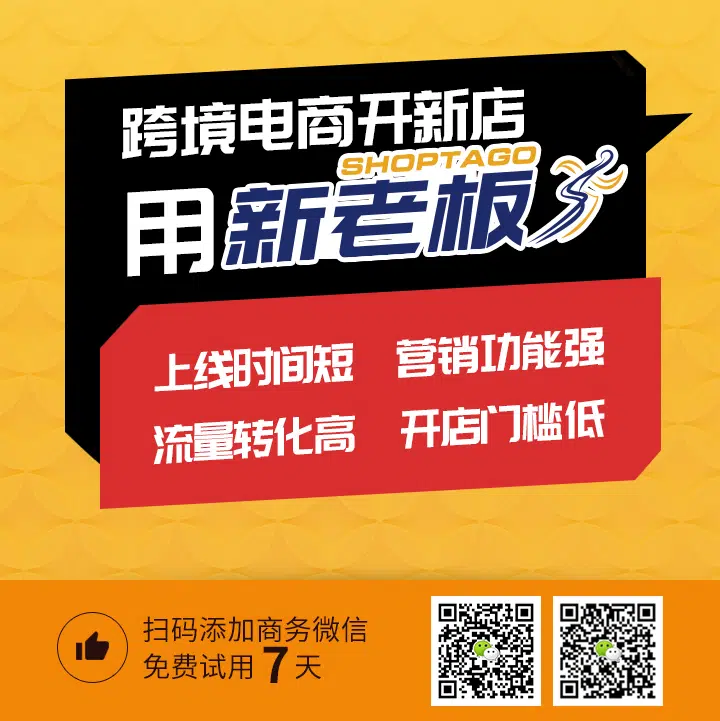 跨境电商开新店
SHOPTAGO
用新老板
上线时间短 营销功能强
流量转化高 开店门槛低
扫码添加商务微信
免费试用7天